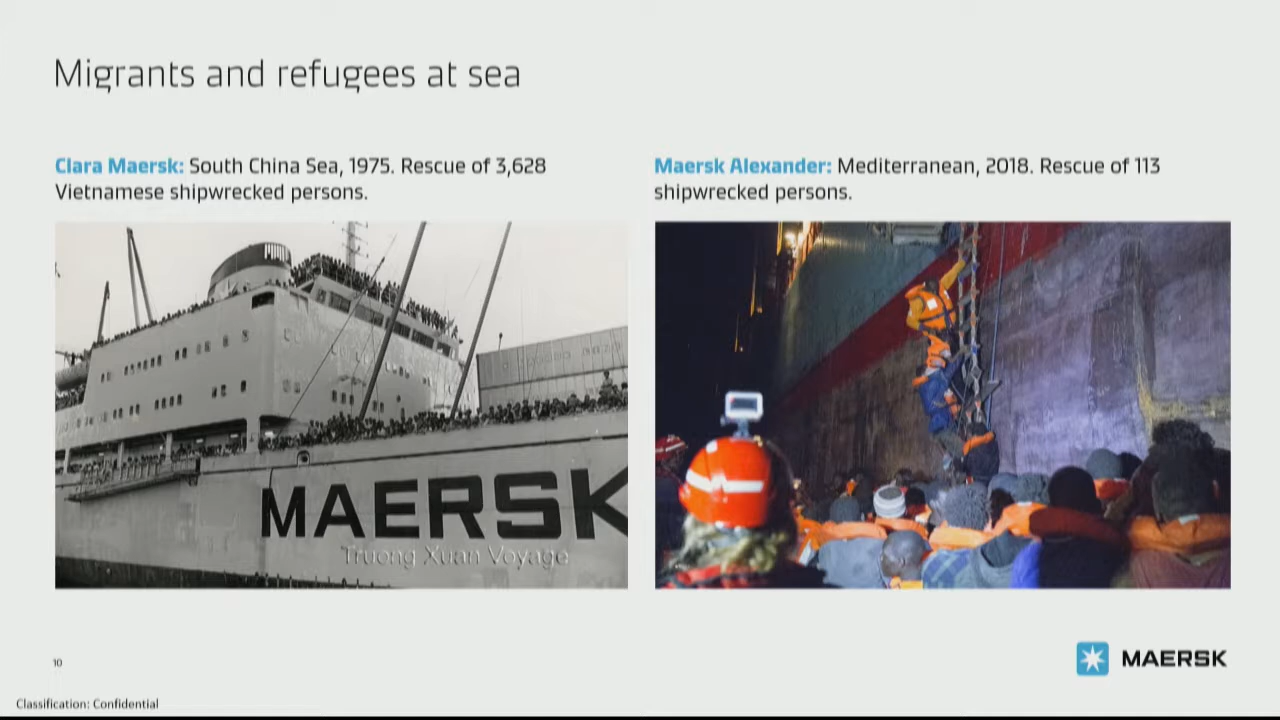 Migrants and refugees at sea
Clara Maersk: South China Sea, 1975. Rescue of 3,628
Vietnamese shipwrecked persons.
Maersk Alexander: Mediterranean, 2018. Rescue of 113
shipwrecked persons.
MAERSK
Truong Xuan Voyage
10
MAERSK
Classification: Confidential